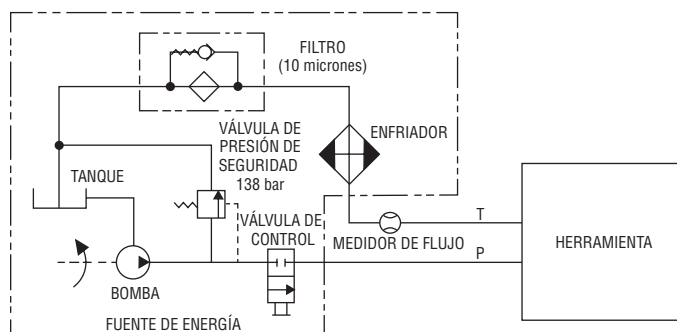 FILTRO
(10 micrones)
VÁLVULA DE
PRESIÓN DE
SEGURIDAD
138 bar
ENFRIADOR
TANQUE
VÁLVULA DE
CONTROL
MEDIDOR DE FLUJO
T
P
HERRAMIENTA
BOMBA
FUENTE DE ENERGÍA